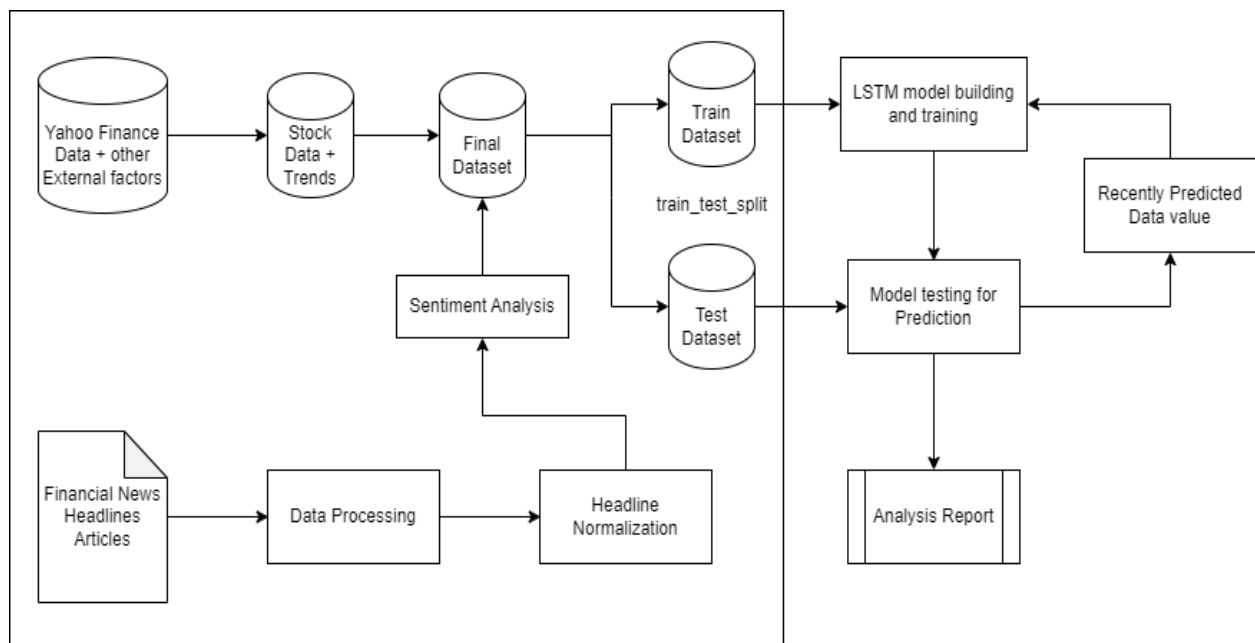 Yahoo Finance
Data + other
External factors
Stock
Data +
Trends
Final
Dataset
Train
Dataset
LSTM model building
and training
train_test_split
Recently Predicted
Data value
Sentiment Analysis
Test
Dataset
Model testing for
Prediction
Financial News
Headlines
Articles
Data Processing
Headline
Normalization
Analysis Report